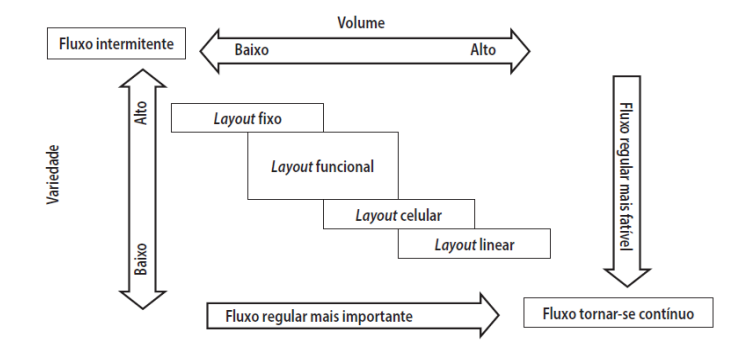 Volume
Fluxo intermitente
Baixo
Alto
Alto
Variedade
Baixo
Layout fixo
Layout funcional
Layout celular
Layout linear
Fluxo regular mais fatível
Fluxo regular mais importante
Fluxo tornar-se contínuo